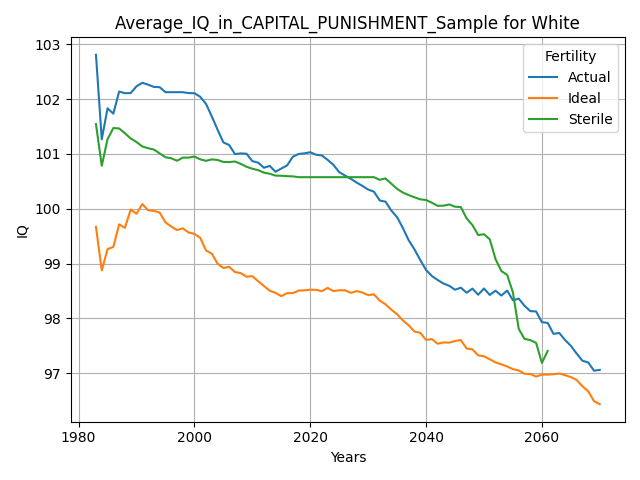 Average_IQ_in_CAPITAL_PUNISHMENT_Sample for White
Fertility
Actual
Ideal
Sterile
IQ
103
102
101
100
99
98
97
1980
2000
2020
2040
2060
Years